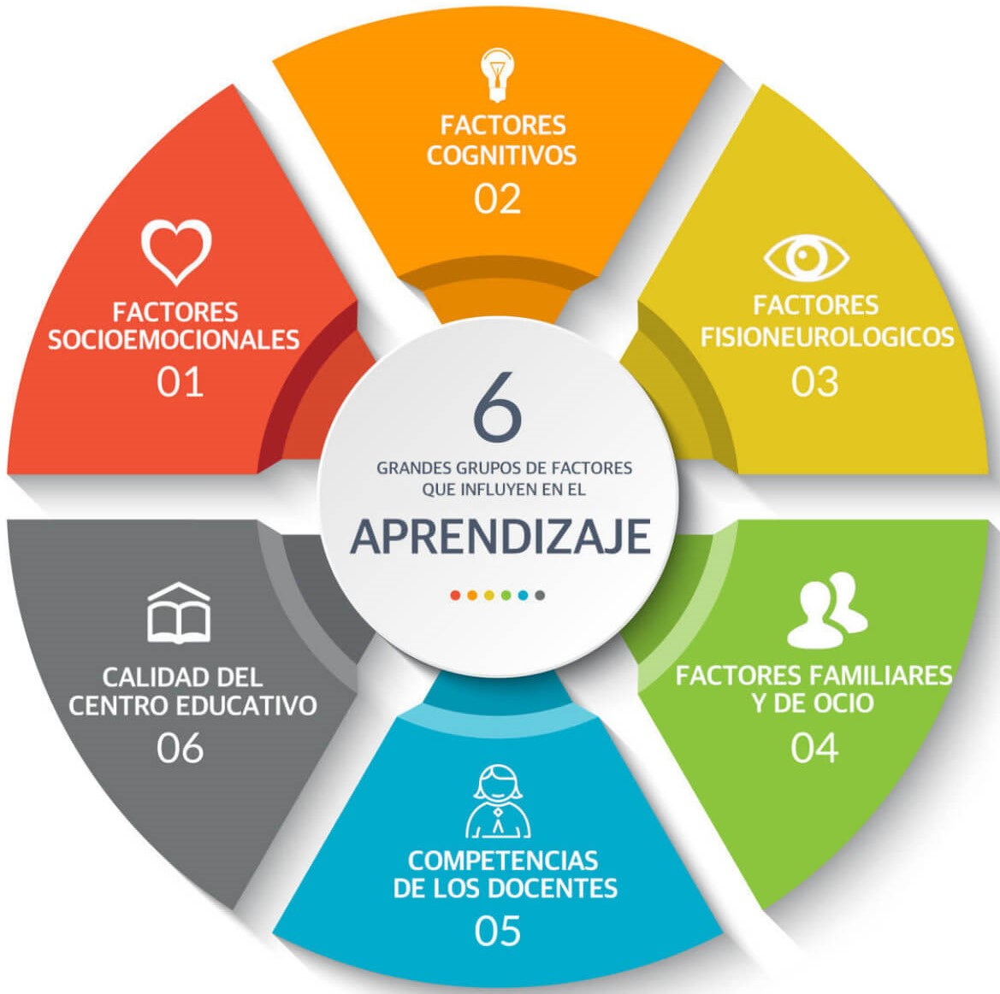 6
GRANDES GRUPOS DE FACTORES
QUE INFLUYEN EN EL
APRENDIZAJE
FACTORES
SOCIOEMOCIONALES
01
FACTORES
COGNITIVOS
02
FACTORES
FISIONEUROLOGICOS
03
FACTORES FAMILIARES
Y DE OCIO
04
COMPETENCIAS
DE LOS DOCENTES
05
CALIDAD DEL
CENTRO EDUCATIVO
06